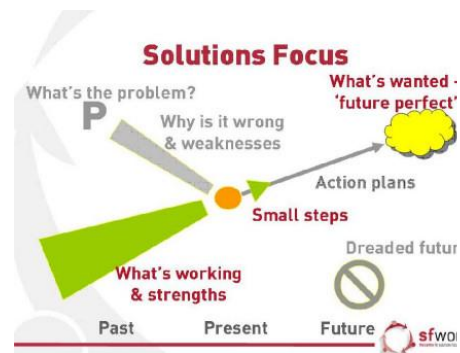 Solutions Focus
What's wanted -
'future perfect'
What's the problem?
P
Why is it wrong
& weaknesses
Action plans
Small steps
What's working
& strengths
Dreaded futur
Past Present Future
sfwor